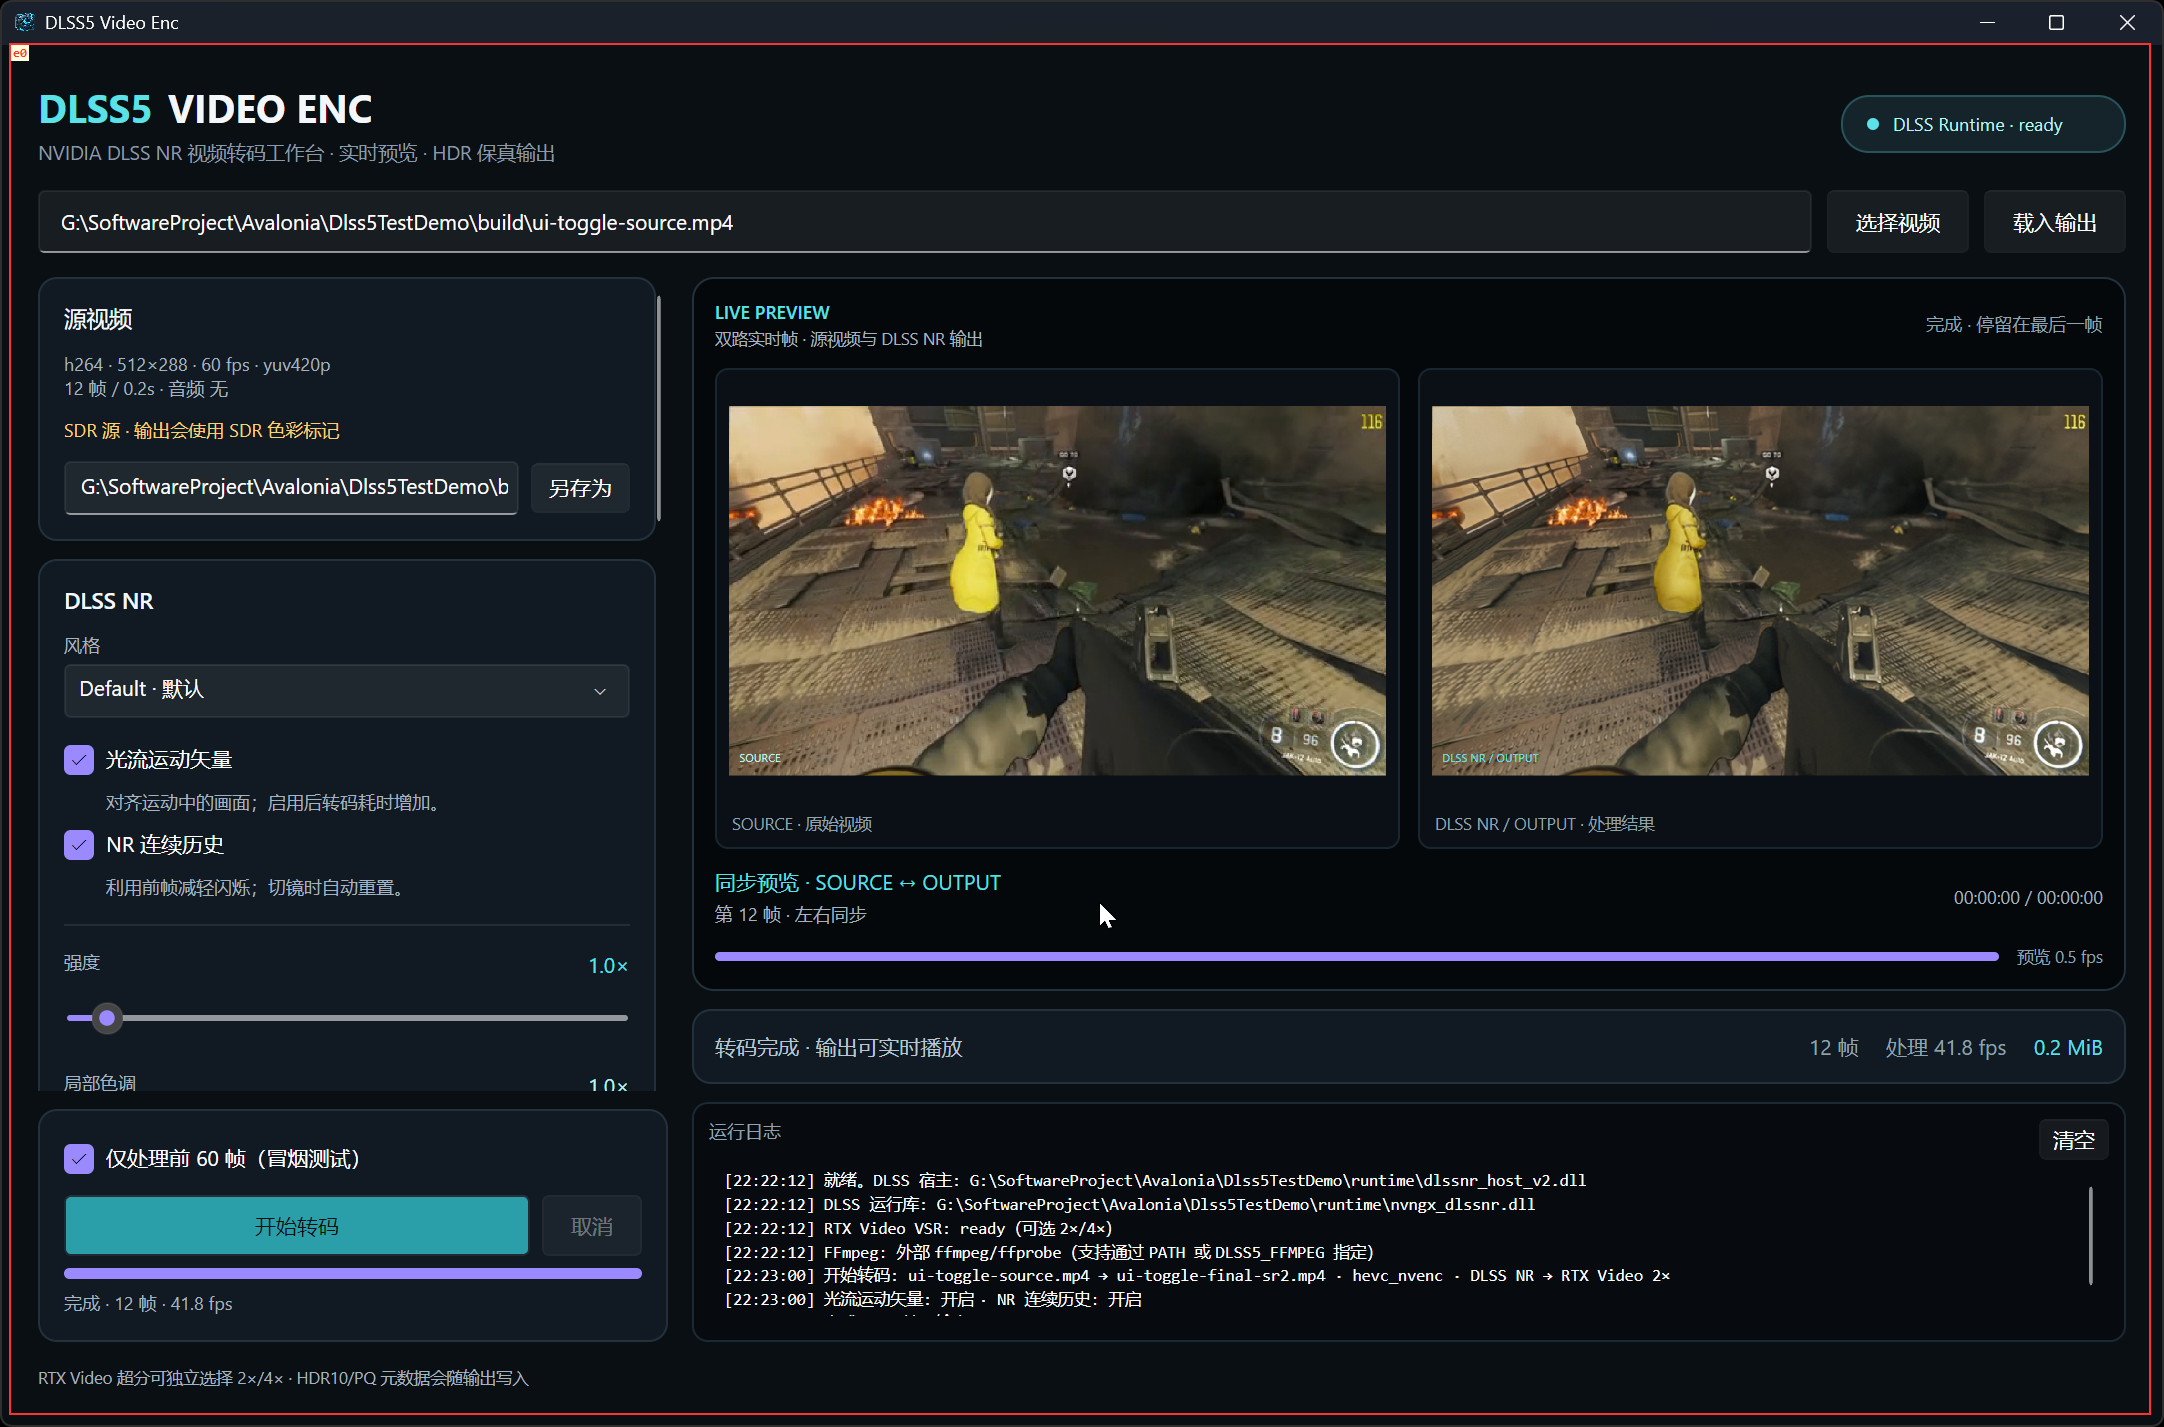 DLSS5 Video Enc
e0
DLSS5 VIDEO ENC
NVIDIA DLSS NR 视频转码工作台 · 实时预览 · HDR 保真输出
DLSS Runtime · ready
G:\SoftwareProject\Avalonia\Dlss5TestDemo\build\ui-toggle-source.mp4
选择视频
载入输出
源视频
h264 · 512×288 · 60 fps · yuv420p
12 帧 / 0.2s · 音频 无
SDR 源 · 输出会使用 SDR 色彩标记
G:\SoftwareProject\Avalonia\Dlss5TestDemo\b
另存为
DLSS NR
风格
Default · 默认
光流运动矢量
对齐运动中的画面；启用后转码耗时增加。
NR 连续历史
利用前帧减轻闪烁；切镜时自动重置。
强度
1.0×
局部色调
1.0×
仅处理前 60 帧（冒烟测试）
开始转码
取消
完成 · 12 帧 · 41.8 fps
LIVE PREVIEW
双路实时帧 · 源视频与 DLSS NR 输出
完成 · 停留在最后一帧
116
GO TO
8
96
JAK-12 Auto
SOURCE
SOURCE · 原始视频
116
GO TO
8
96
JAK-12 Auto
DLSS NR / OUTPUT
DLSS NR / OUTPUT · 处理结果
同步预览 · SOURCE ↔ OUTPUT
第 12 帧 · 左右同步
00:00:00 / 00:00:00
预览 0.5 fps
转码完成 · 输出可实时播放
12 帧
处理 41.8 fps
0.2 MiB
运行日志
清空
[22:22:12] 就绪。DLSS 宿主: G:\SoftwareProject\Avalonia\Dlss5TestDemo\runtime\dlssnr_host_v2.dll
[22:22:12] DLSS 运行库: G:\SoftwareProject\Avalonia\Dlss5TestDemo\runtime\nvngx_dlssnr.dll
[22:22:12] RTX Video VSR: ready (可选 2×/4×)
[22:22:12] FFmpeg: 外部 ffmpeg/ffprobe (支持通过 PATH 或 DLSS5_FFMPEG 指定)
[22:23:00] 开始转码: ui-toggle-source.mp4 → ui-toggle-final-sr2.mp4 · hevc_nvenc · DLSS NR → RTX Video 2×
[22:23:00] 光流运动矢量: 开启 · NR 连续历史: 开启
RTX Video 超分可独立选择 2×/4× · HDR10/PQ 元数据会随输出写入